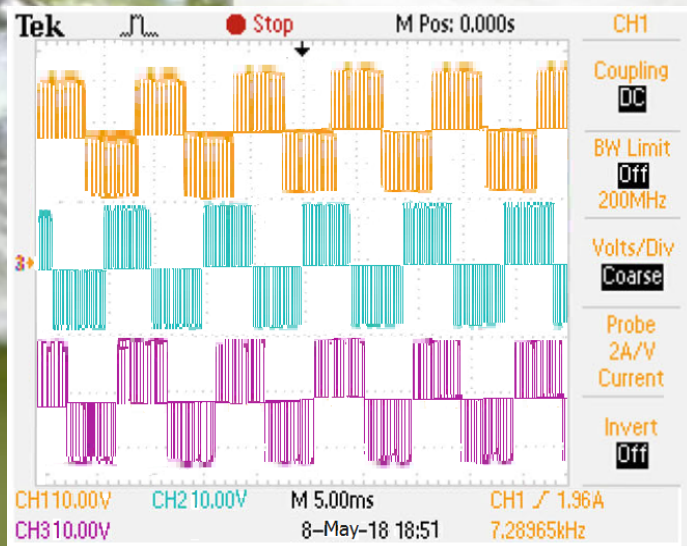 Tek Stop M Pos: 0.000s CH1
Coupling
DC
BW Limit
Off
200MHz
Volts/Div
Coarse
3
Probe
2A/V
Current
Invert
Off
CH1 10.00V CH2 10.00V M 5.00ms CH1 1.96A
CH3 10.00V 8-May-18 18:51 7.28965kHz